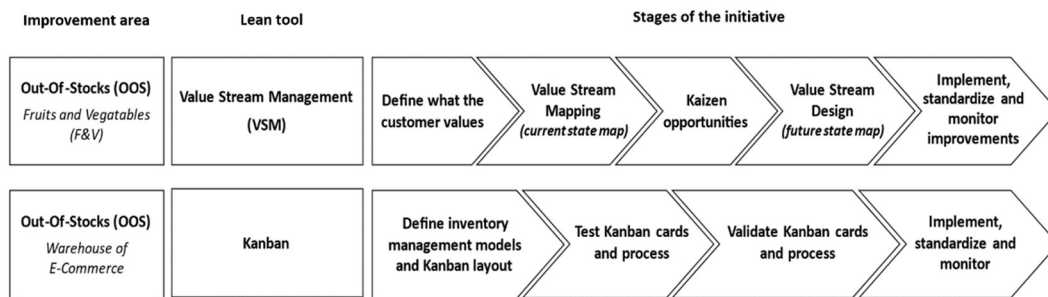 Improvement area
Lean tool
Stages of the initiative
Out-Of-Stocks (OOS)
Fruits and Vegatables
(F&V)
Value Stream Management
(VSM)
Define what the
customer values
Value Stream
Mapping
(current state map)
Kaizen
opportunities
Value Stream
Design
(future state map)
Implement,
standardize and
monitor
improvements
Out-Of-Stocks (OOS)
Warehouse of
E-Commerce
Kanban
Define inventory
management models
and Kanban layout
Test Kanban cards
and process
Validate Kanban cards
and process
Implement,
standardize and
monitor